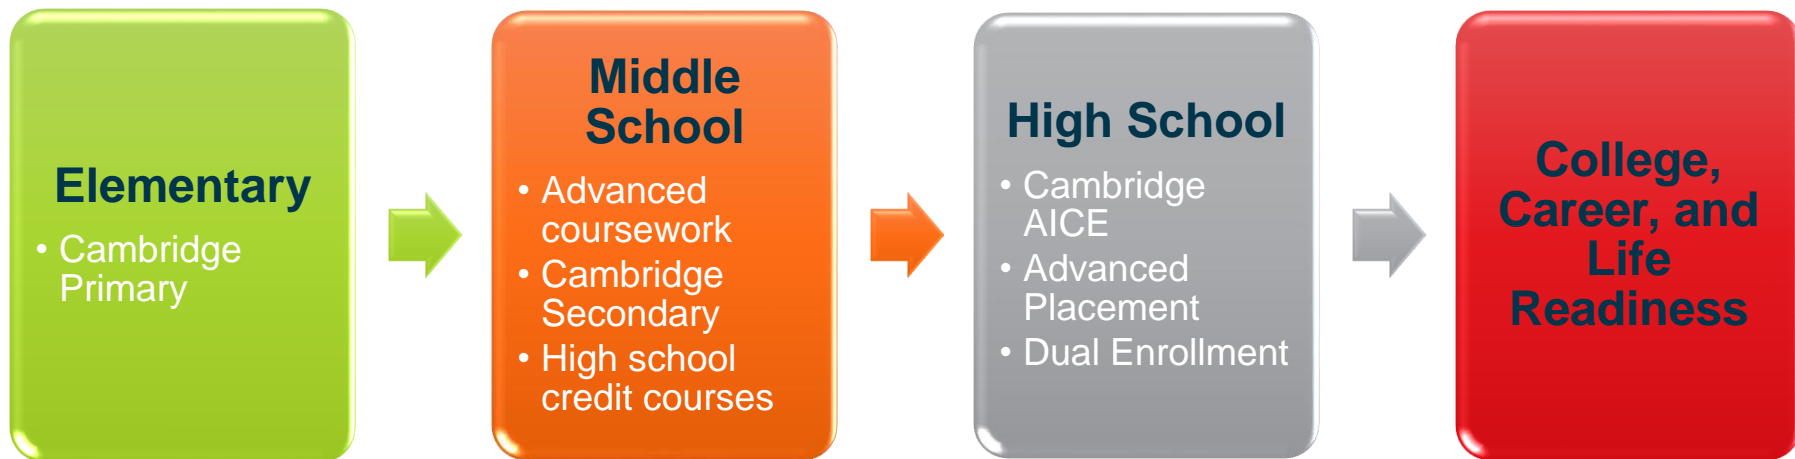 Elementary
• Cambridge
Primary
Middle
School
• Advanced
coursework
• Cambridge
Secondary
• High school
credit courses
High School
• Cambridge
AICE
• Advanced
Placement
• Dual Enrollment
College,
Career, and
Life
Readiness